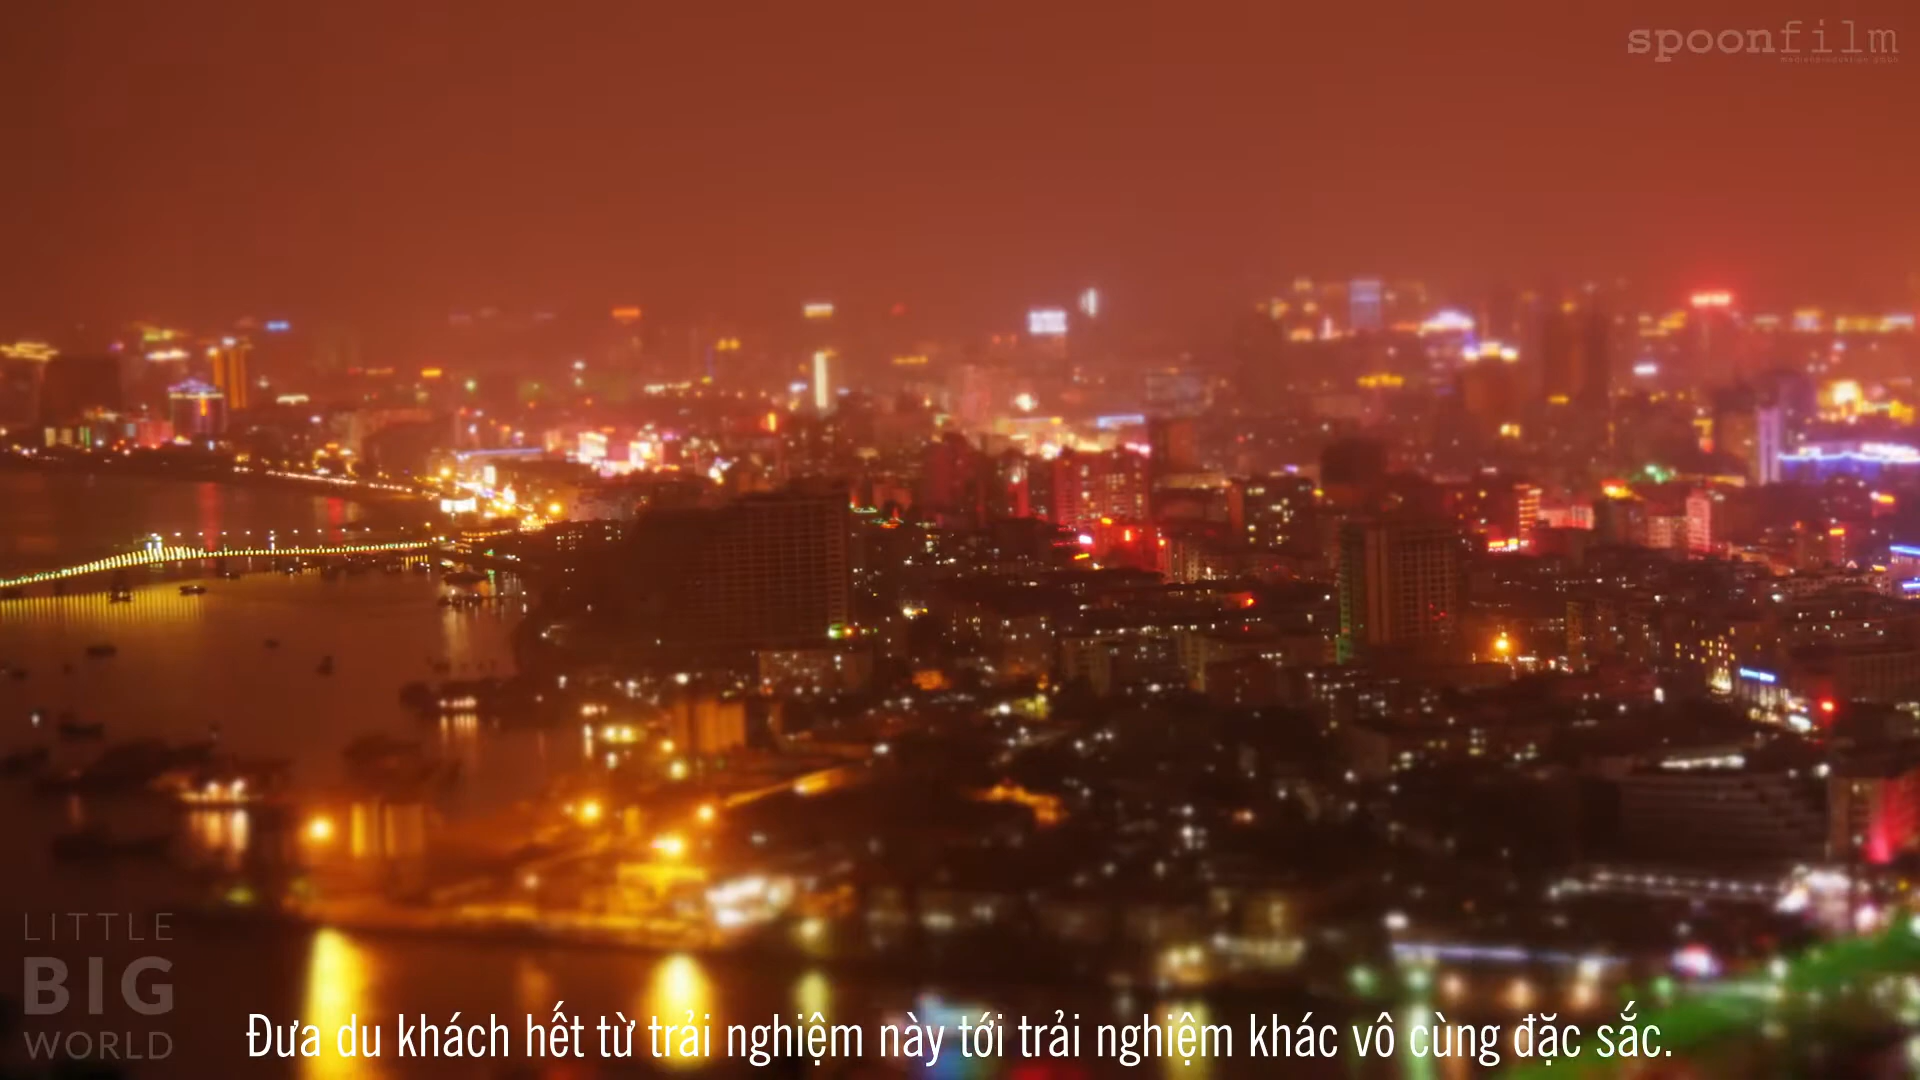 spoonfilm
LITTLE
BIG
WORLD
Đưa du khách hết từ trải nghiệm này tới trải nghiệm khác vô cùng đặc sắc.